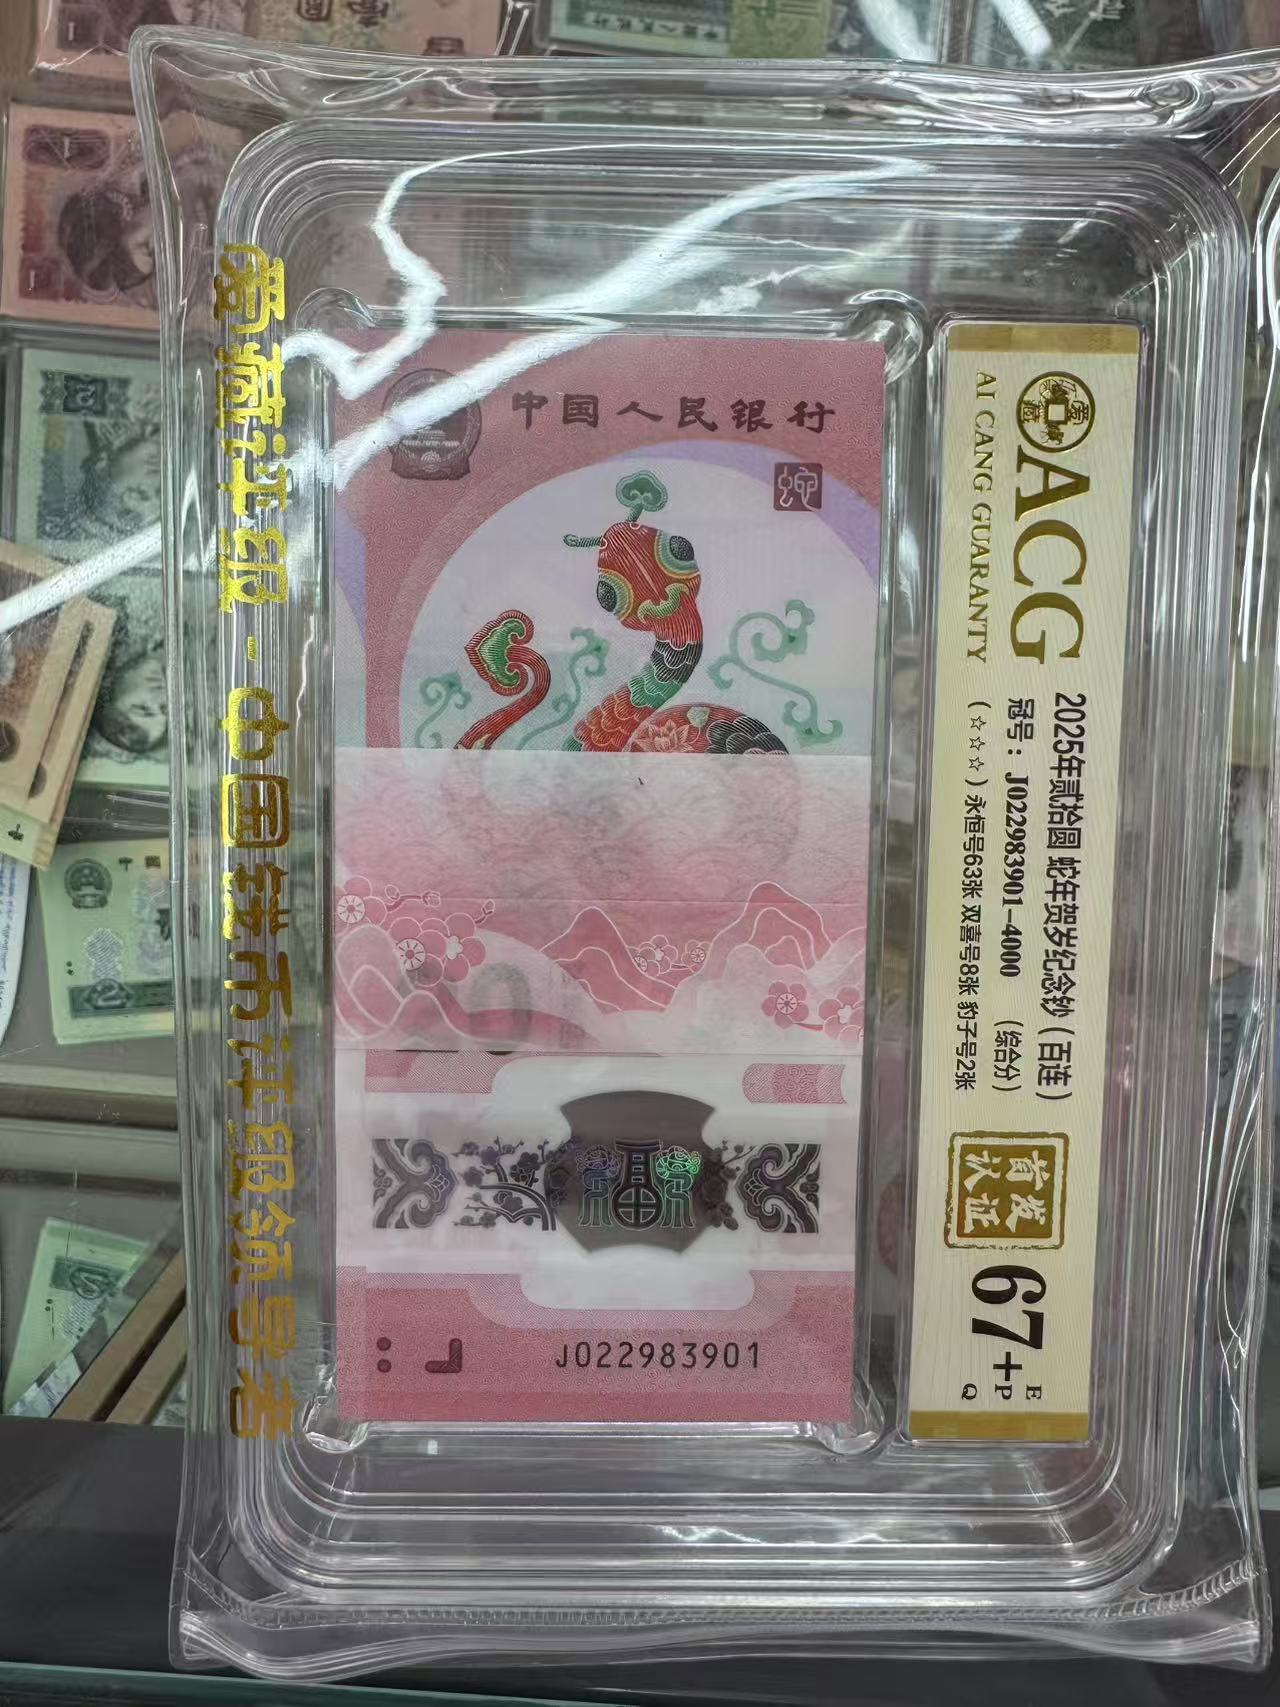 爱藏评级 - 中国钱币评级领导者
中国人民银行
蛇
福
J022983901
ACG
AI CANG GUARANTY
2025年贰拾圆 蛇年贺岁纪念钞（百连）
冠号：J022983901-4000 （综合分）
（☆☆☆）永恒号63张 双喜号8张 豹子号2张
首发
认证
67+
E
P
Q